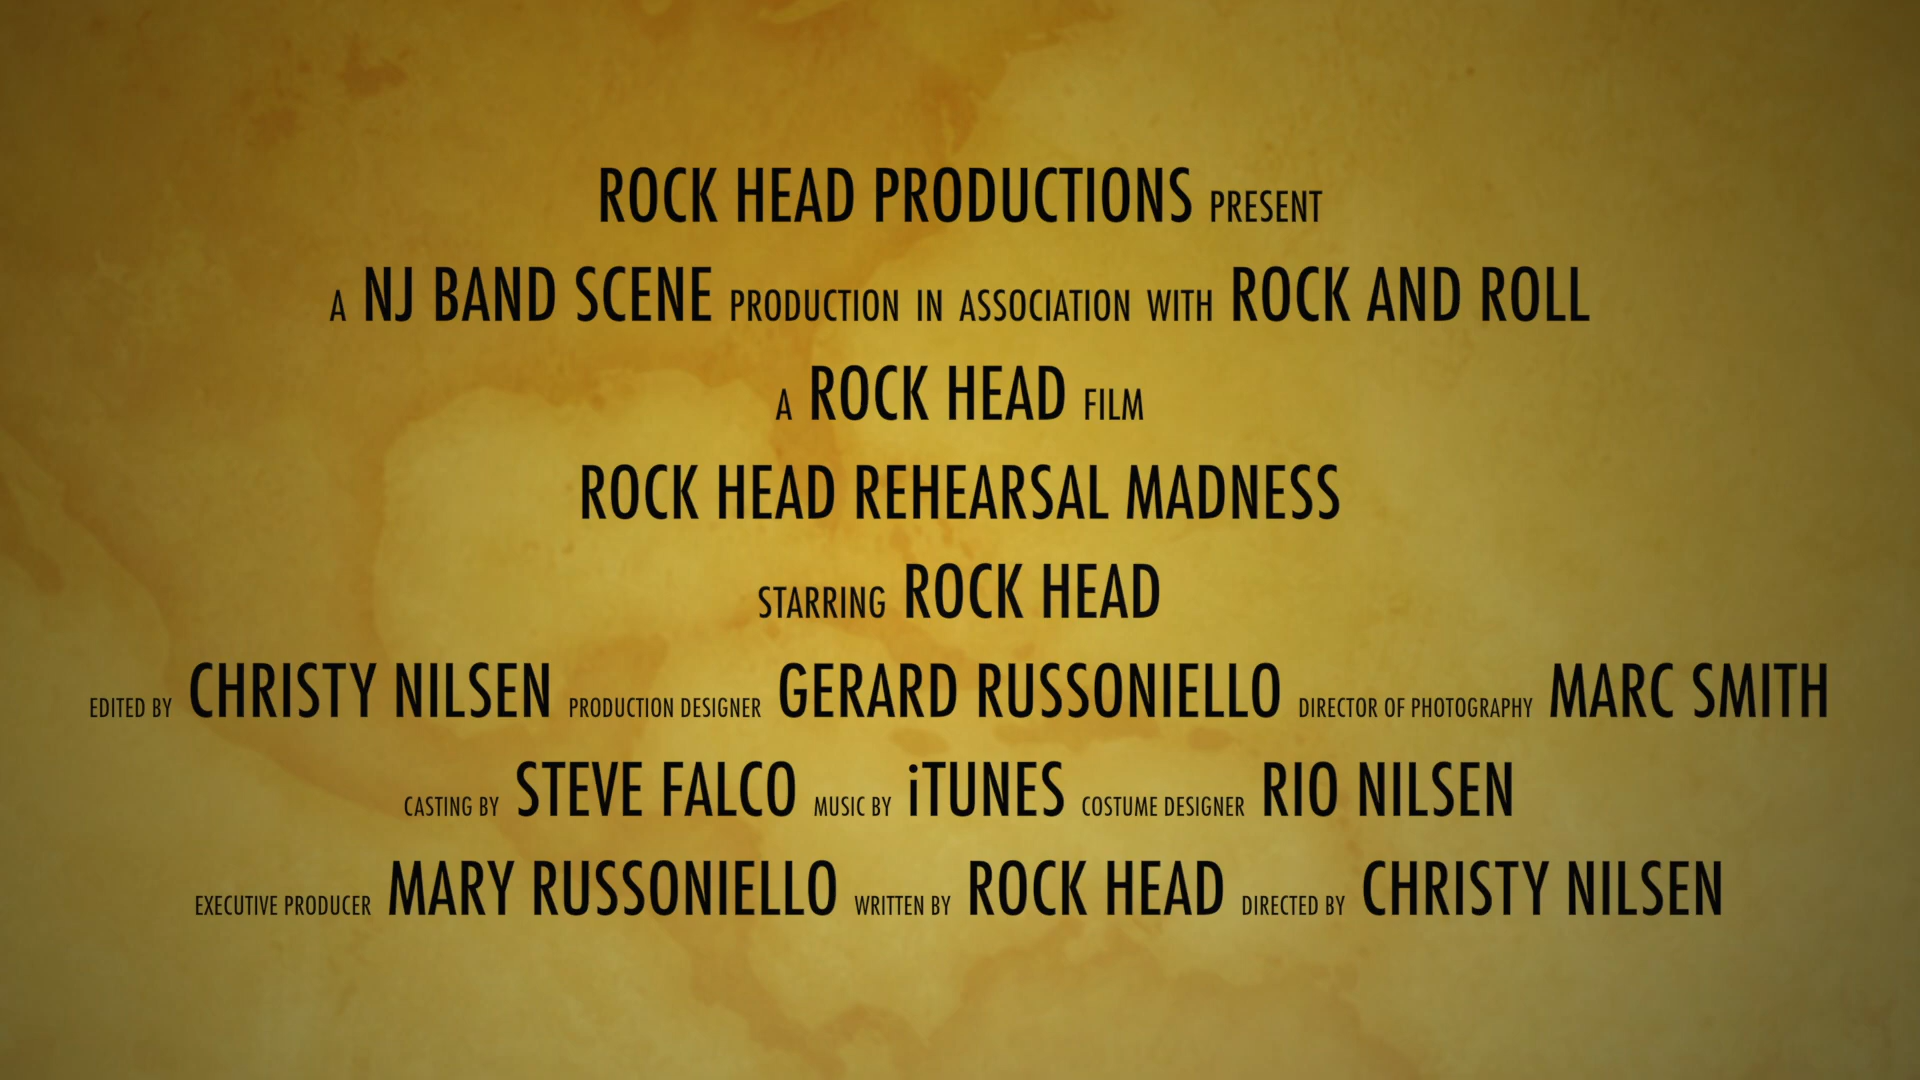 ROCK HEAD PRODUCTIONS PRESENT
A NJ BAND SCENE PRODUCTION IN ASSOCIATION WITH ROCK AND ROLL
A ROCK HEAD FILM
ROCK HEAD REHEARSAL MADNESS
STARRING ROCK HEAD
EDITED BY CHRISTY NILSEN PRODUCTION DESIGNER GERARD RUSSONIELLO DIRECTOR OF PHOTOGRAPHY MARC SMITH
CASTING BY STEVE FALCO MUSIC BY iTUNES COSTUME DESIGNER RIO NILSEN
EXECUTIVE PRODUCER MARY RUSSONIELLO WRITTEN BY ROCK HEAD DIRECTED BY CHRISTY NILSEN